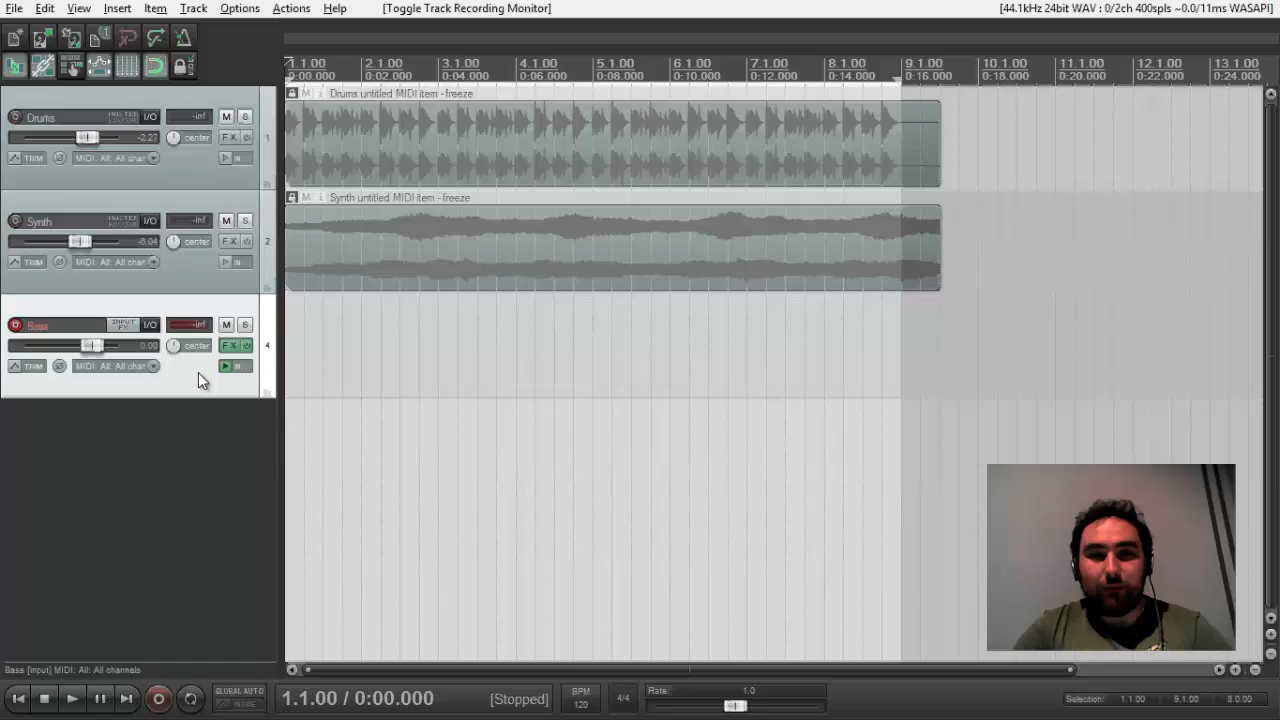 File Edit View Insert Item Track Options Actions Help [Toggle Track Recording Monitor] [44.1kHz 24bit WAV : 0/2ch 400spls ~0.0/11ms WASAPI]
1.1.00 2.1.00 3.1.00 4.1.00 5.1.00 6.1.00 7.1.00 8.1.00 9.1.00 10.1.00 11.1.00 12.1.00 13.1.00
0:00.000 0:02.000 0:04.000 0:06.000 0:08.000 0:10.000 0:12.000 0:14.000 0:16.000 0:18.000 0:20.000 0:22.000 0:24.000
M i Drums untitled MIDI item - freeze
Drums I/O -inf M S
-2.27 center FX 1
TRIM MIDI: All: All chan IN
M i Synth untitled MIDI item - freeze
Synth I/O -inf M S
center FX 2
TRIM MIDI: All: All chan IN
Bass INPUT FX I/O -inf M S
0.00 center FX 4
TRIM MIDI: All: All chan IN
Bass [input] MIDI: All: All channels
GLOBAL AUTO
NONE
1.1.00 / 0:00.000 [Stopped]
BPM
120
4/4
Rate: 1.0
Selection: 1.1.00 9.1.00 8.0.00